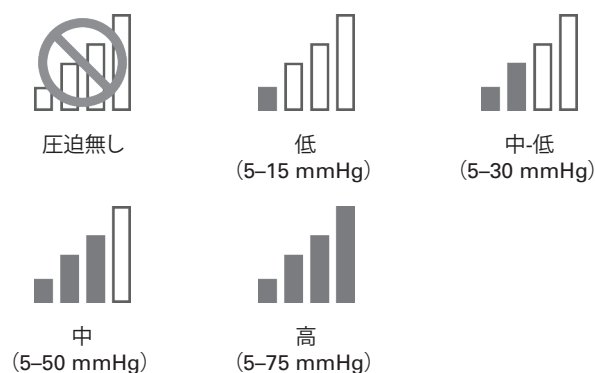 圧迫無し
低
（5–15 mmHg）
中-低
（5–30 mmHg）
中
（5–50 mmHg）
高
（5–75 mmHg）